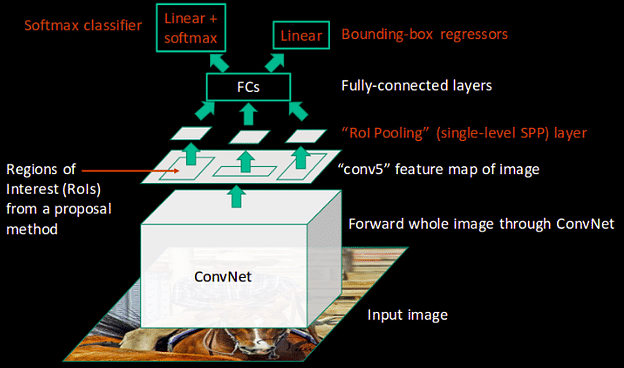 Softmax classifier
Linear +
softmax
Linear
Bounding-box regressors
FCs
Fully-connected layers
“RoI Pooling” (single-level SPP) layer
Regions of
Interest (RoIs)
from a proposal
method
“conv5” feature map of image
Forward whole image through ConvNet
ConvNet
Input image